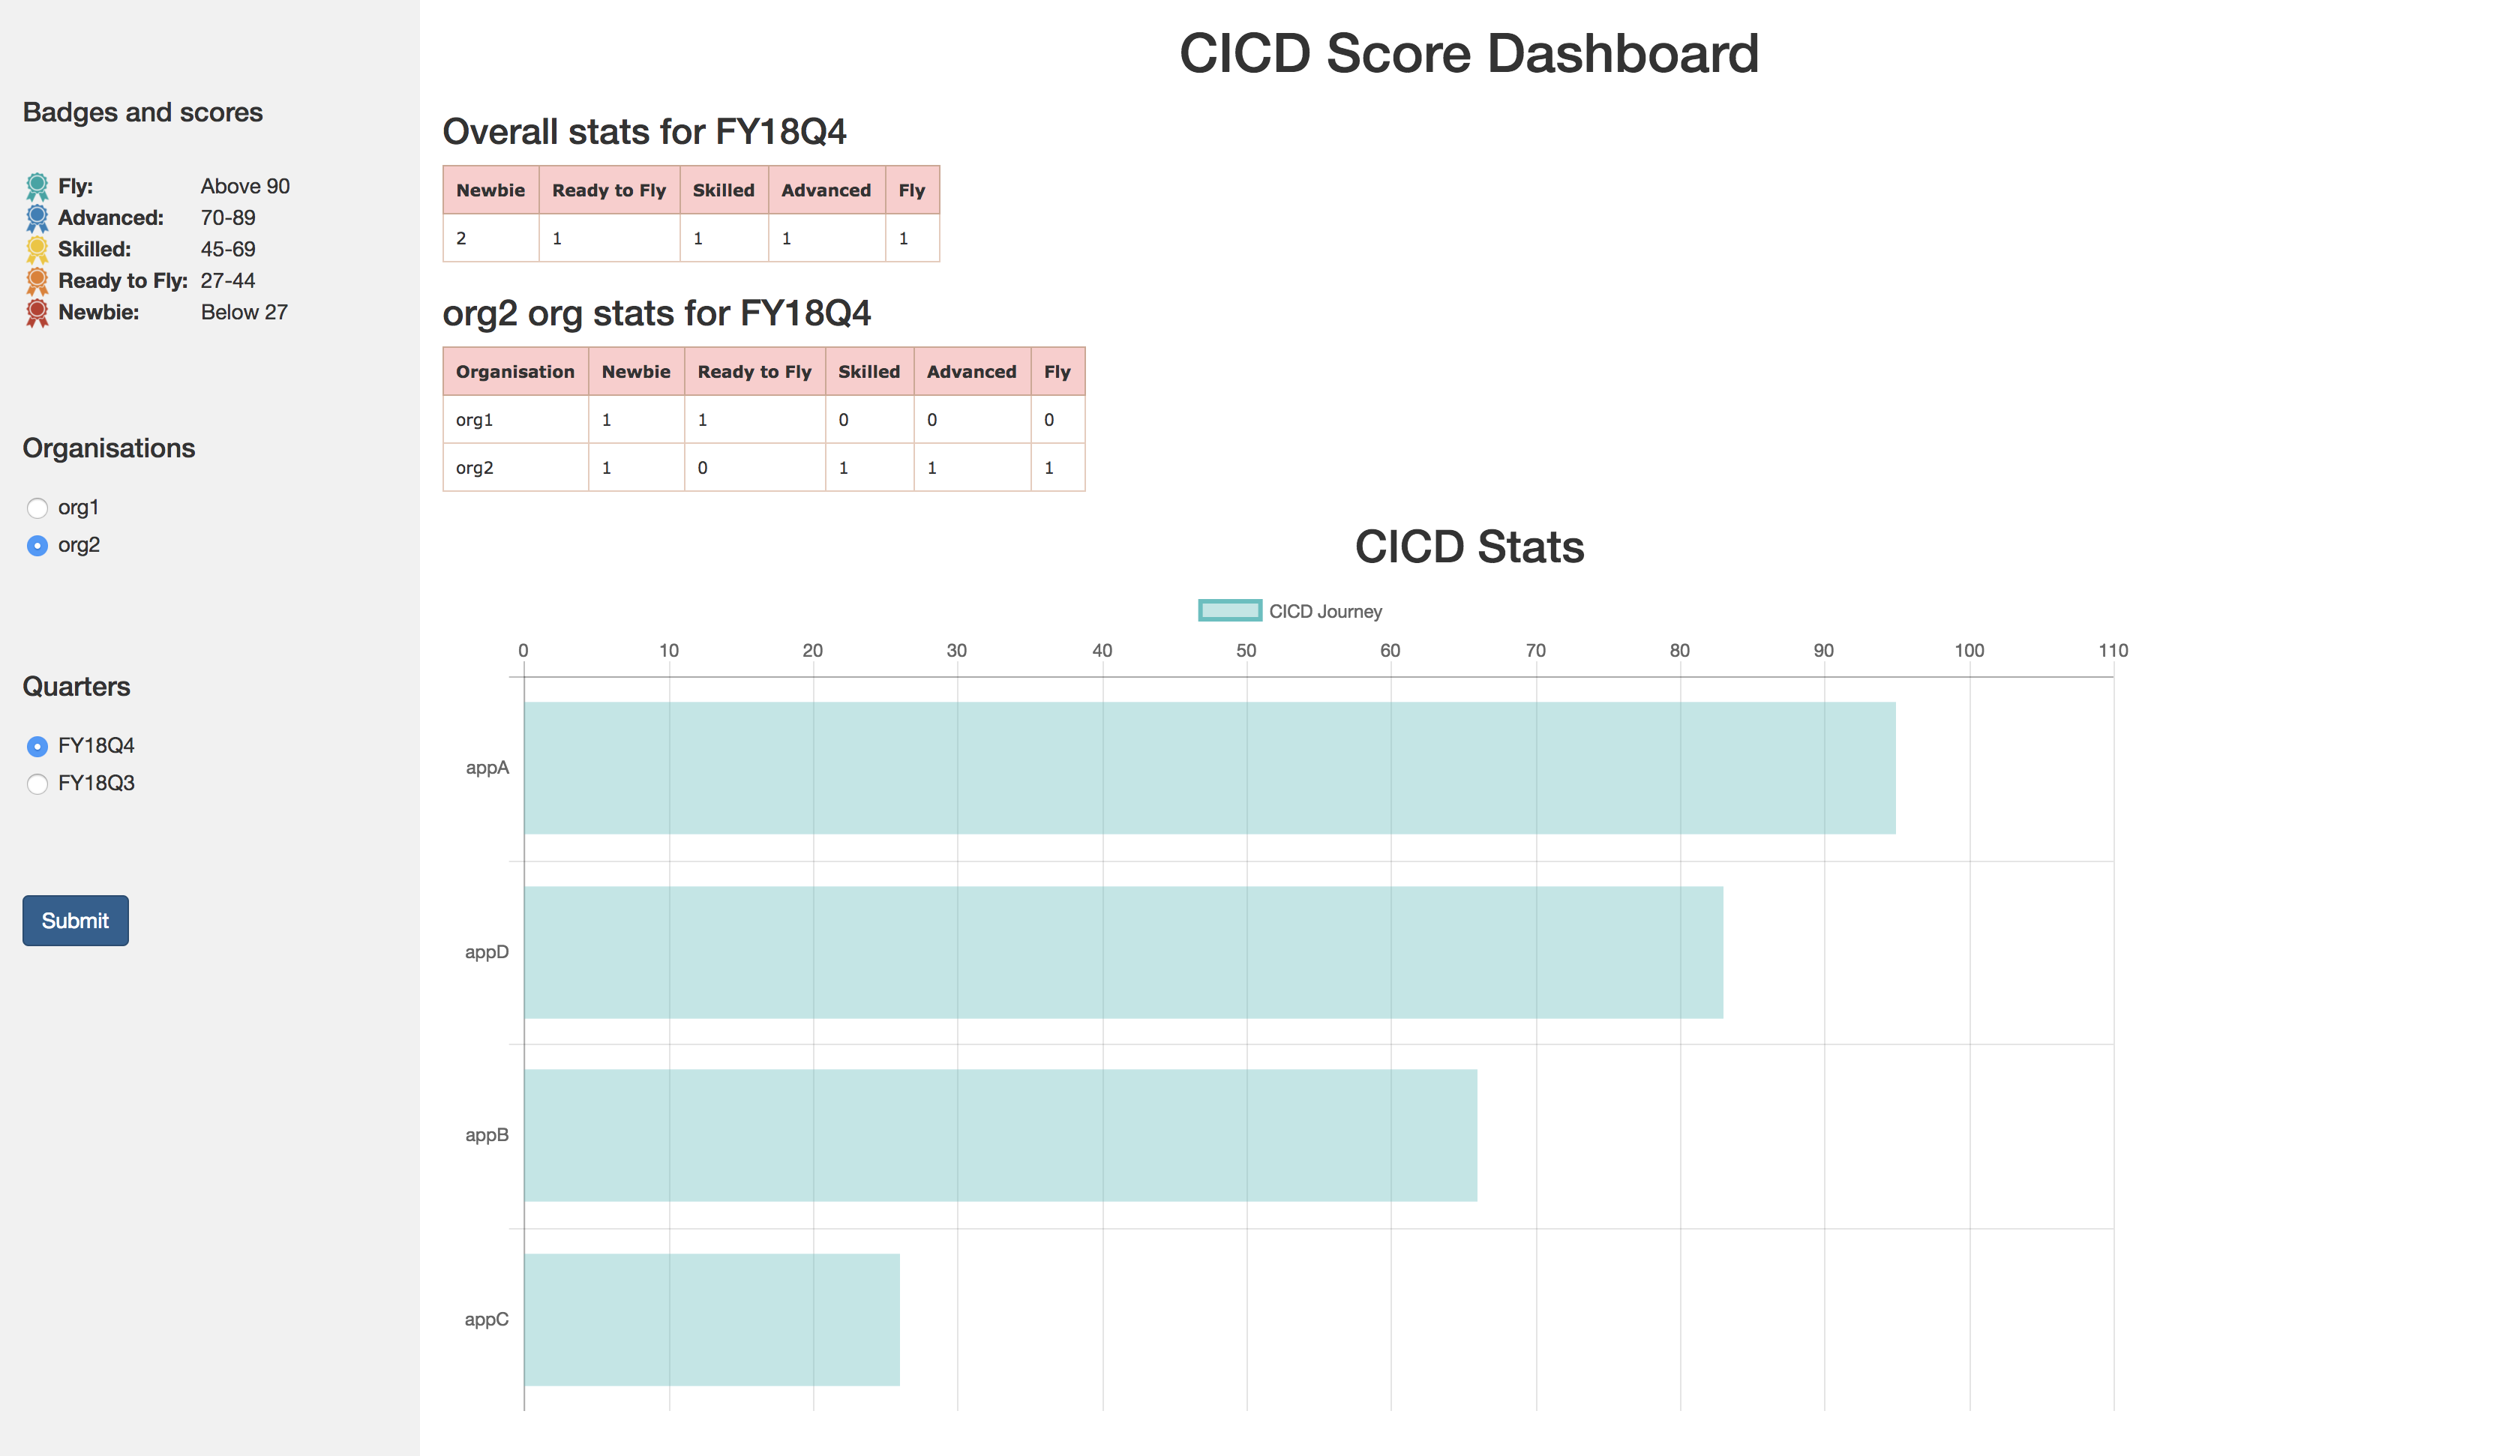 CICD Score Dashboard
Badges and scores
Fly: Above 90
Advanced: 70-89
Skilled: 45-69
Ready to Fly: 27-44
Newbie: Below 27
Organisations
org1
org2
Quarters
FY18Q4
FY18Q3
Submit
Overall stats for FY18Q4
Newbie Ready to Fly Skilled Advanced Fly
2 1 1 1 1
org2 org stats for FY18Q4
Organisation Newbie Ready to Fly Skilled Advanced Fly
org1 1 1 0 0 0
org2 1 0 1 1 1
CICD Stats
CICD Journey
0 10 20 30 40 50 60 70 80 90 100 110
appA
appD
appB
appC